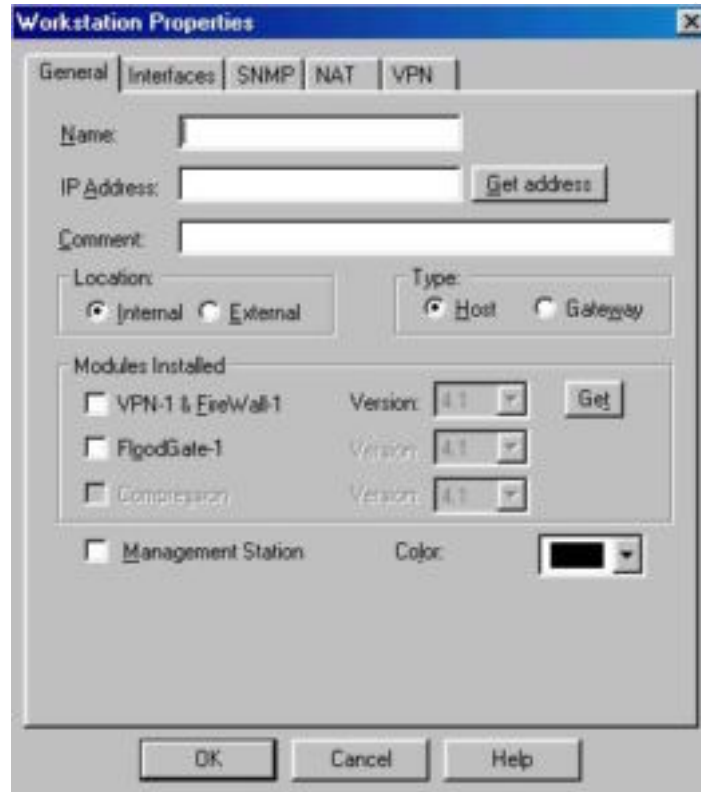 Workstation Properties
General Interfaces SNMP NAT VPN
Name:
IP Address: Get address
Comment:
Location: Type:
Internal External Host Gateway
Modules Installed
VPN-1 & FireWall-1 Version: 4.1 Get
FloodGate-1 Version: 4.1
Compression Version: 4.1
Management Station Color:
OK Cancel Help